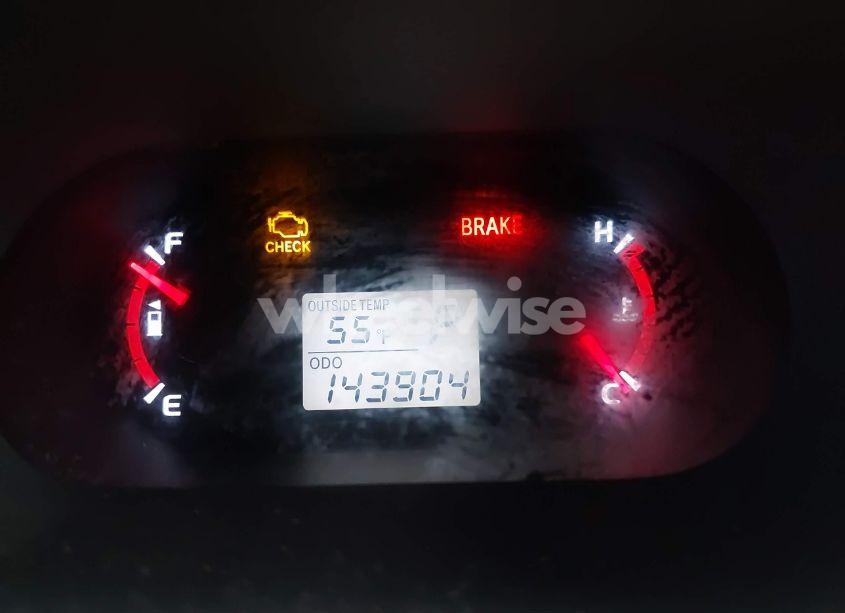 F
CHECK
BRAKE
H
OUTSIDE TEMP
55°F P
ODO
143904
E
C
wheelwise